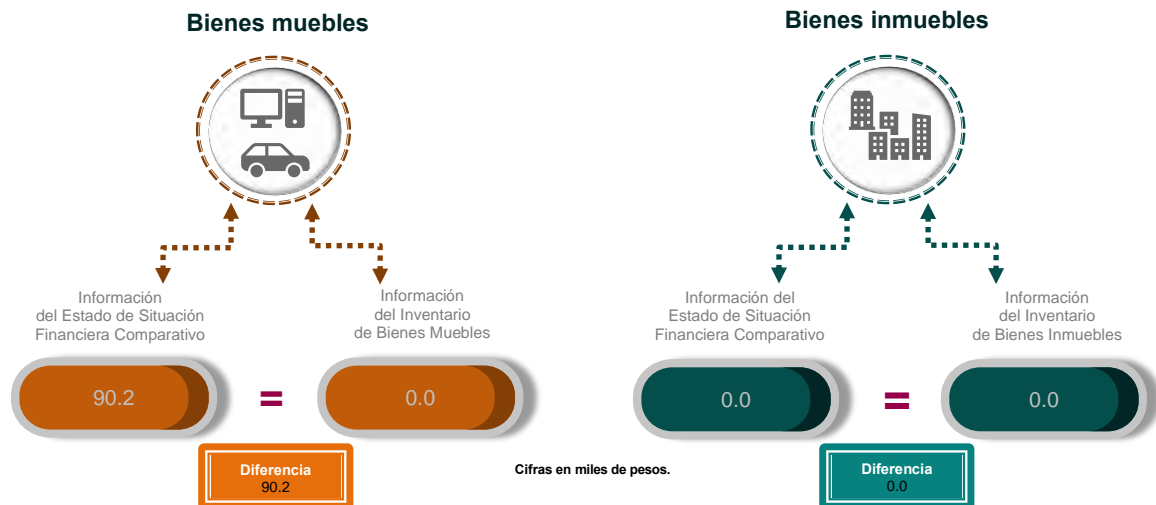 Bienes muebles
Información
del Estado de Situación
Financiera Comparativo
Información
del Inventario
de Bienes Muebles
90.2
=
0.0
Diferencia
90.2
Cifras en miles de pesos.
Bienes inmuebles
Información del
Estado de Situación
Financiera Comparativo
Información
del Inventario
de Bienes Inmuebles
0.0
=
0.0
Diferencia
0.0